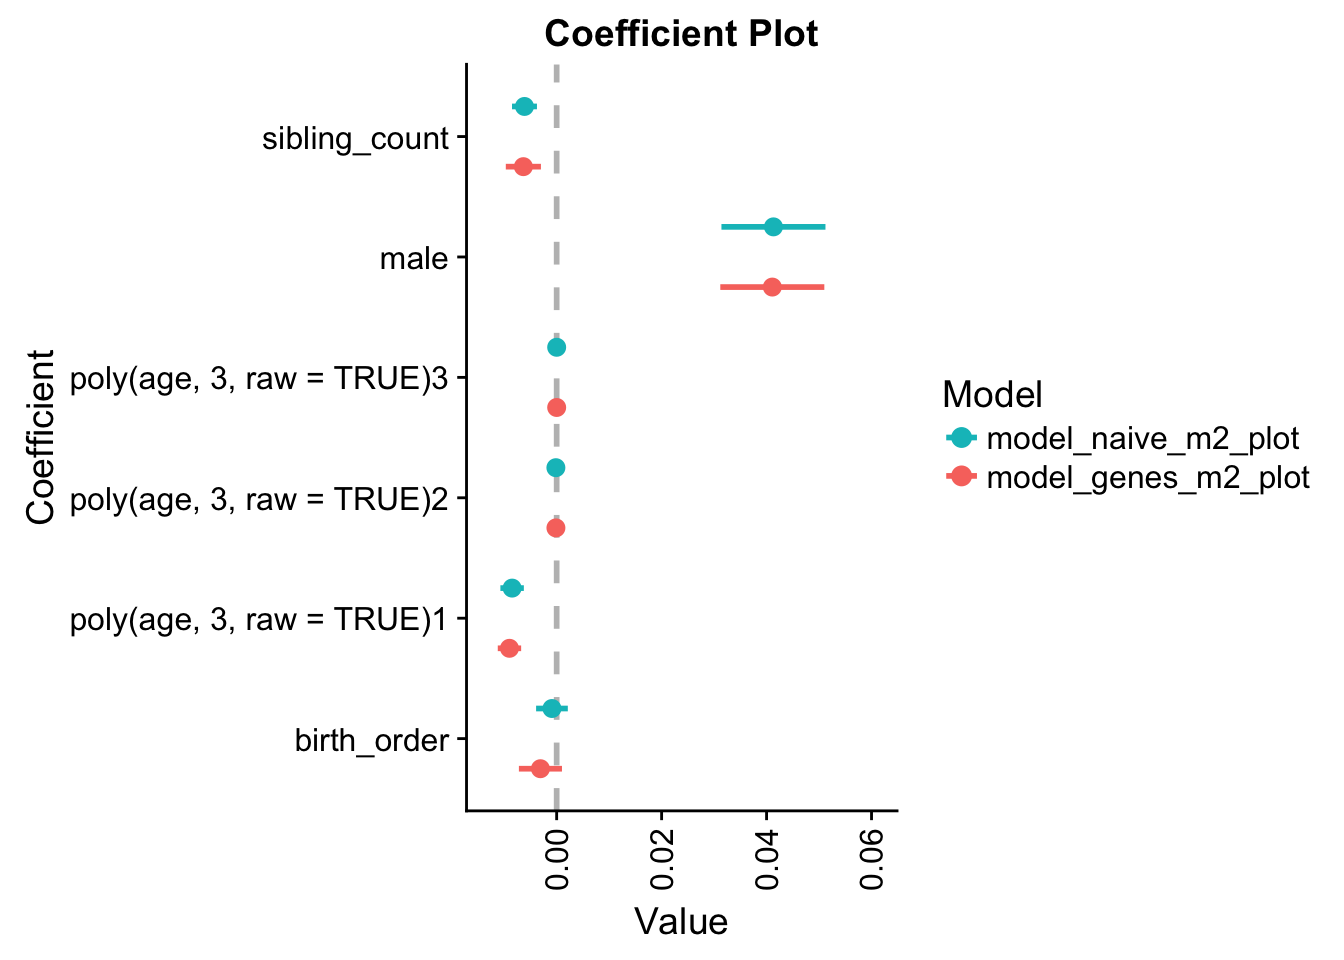 Coefficient Plot
Coefficient
sibling_count
male
poly(age, 3, raw = TRUE)3
poly(age, 3, raw = TRUE)2
poly(age, 3, raw = TRUE)1
birth_order
0.00
0.02
0.04
0.06
Value
Model
model_naive_m2_plot
model_genes_m2_plot